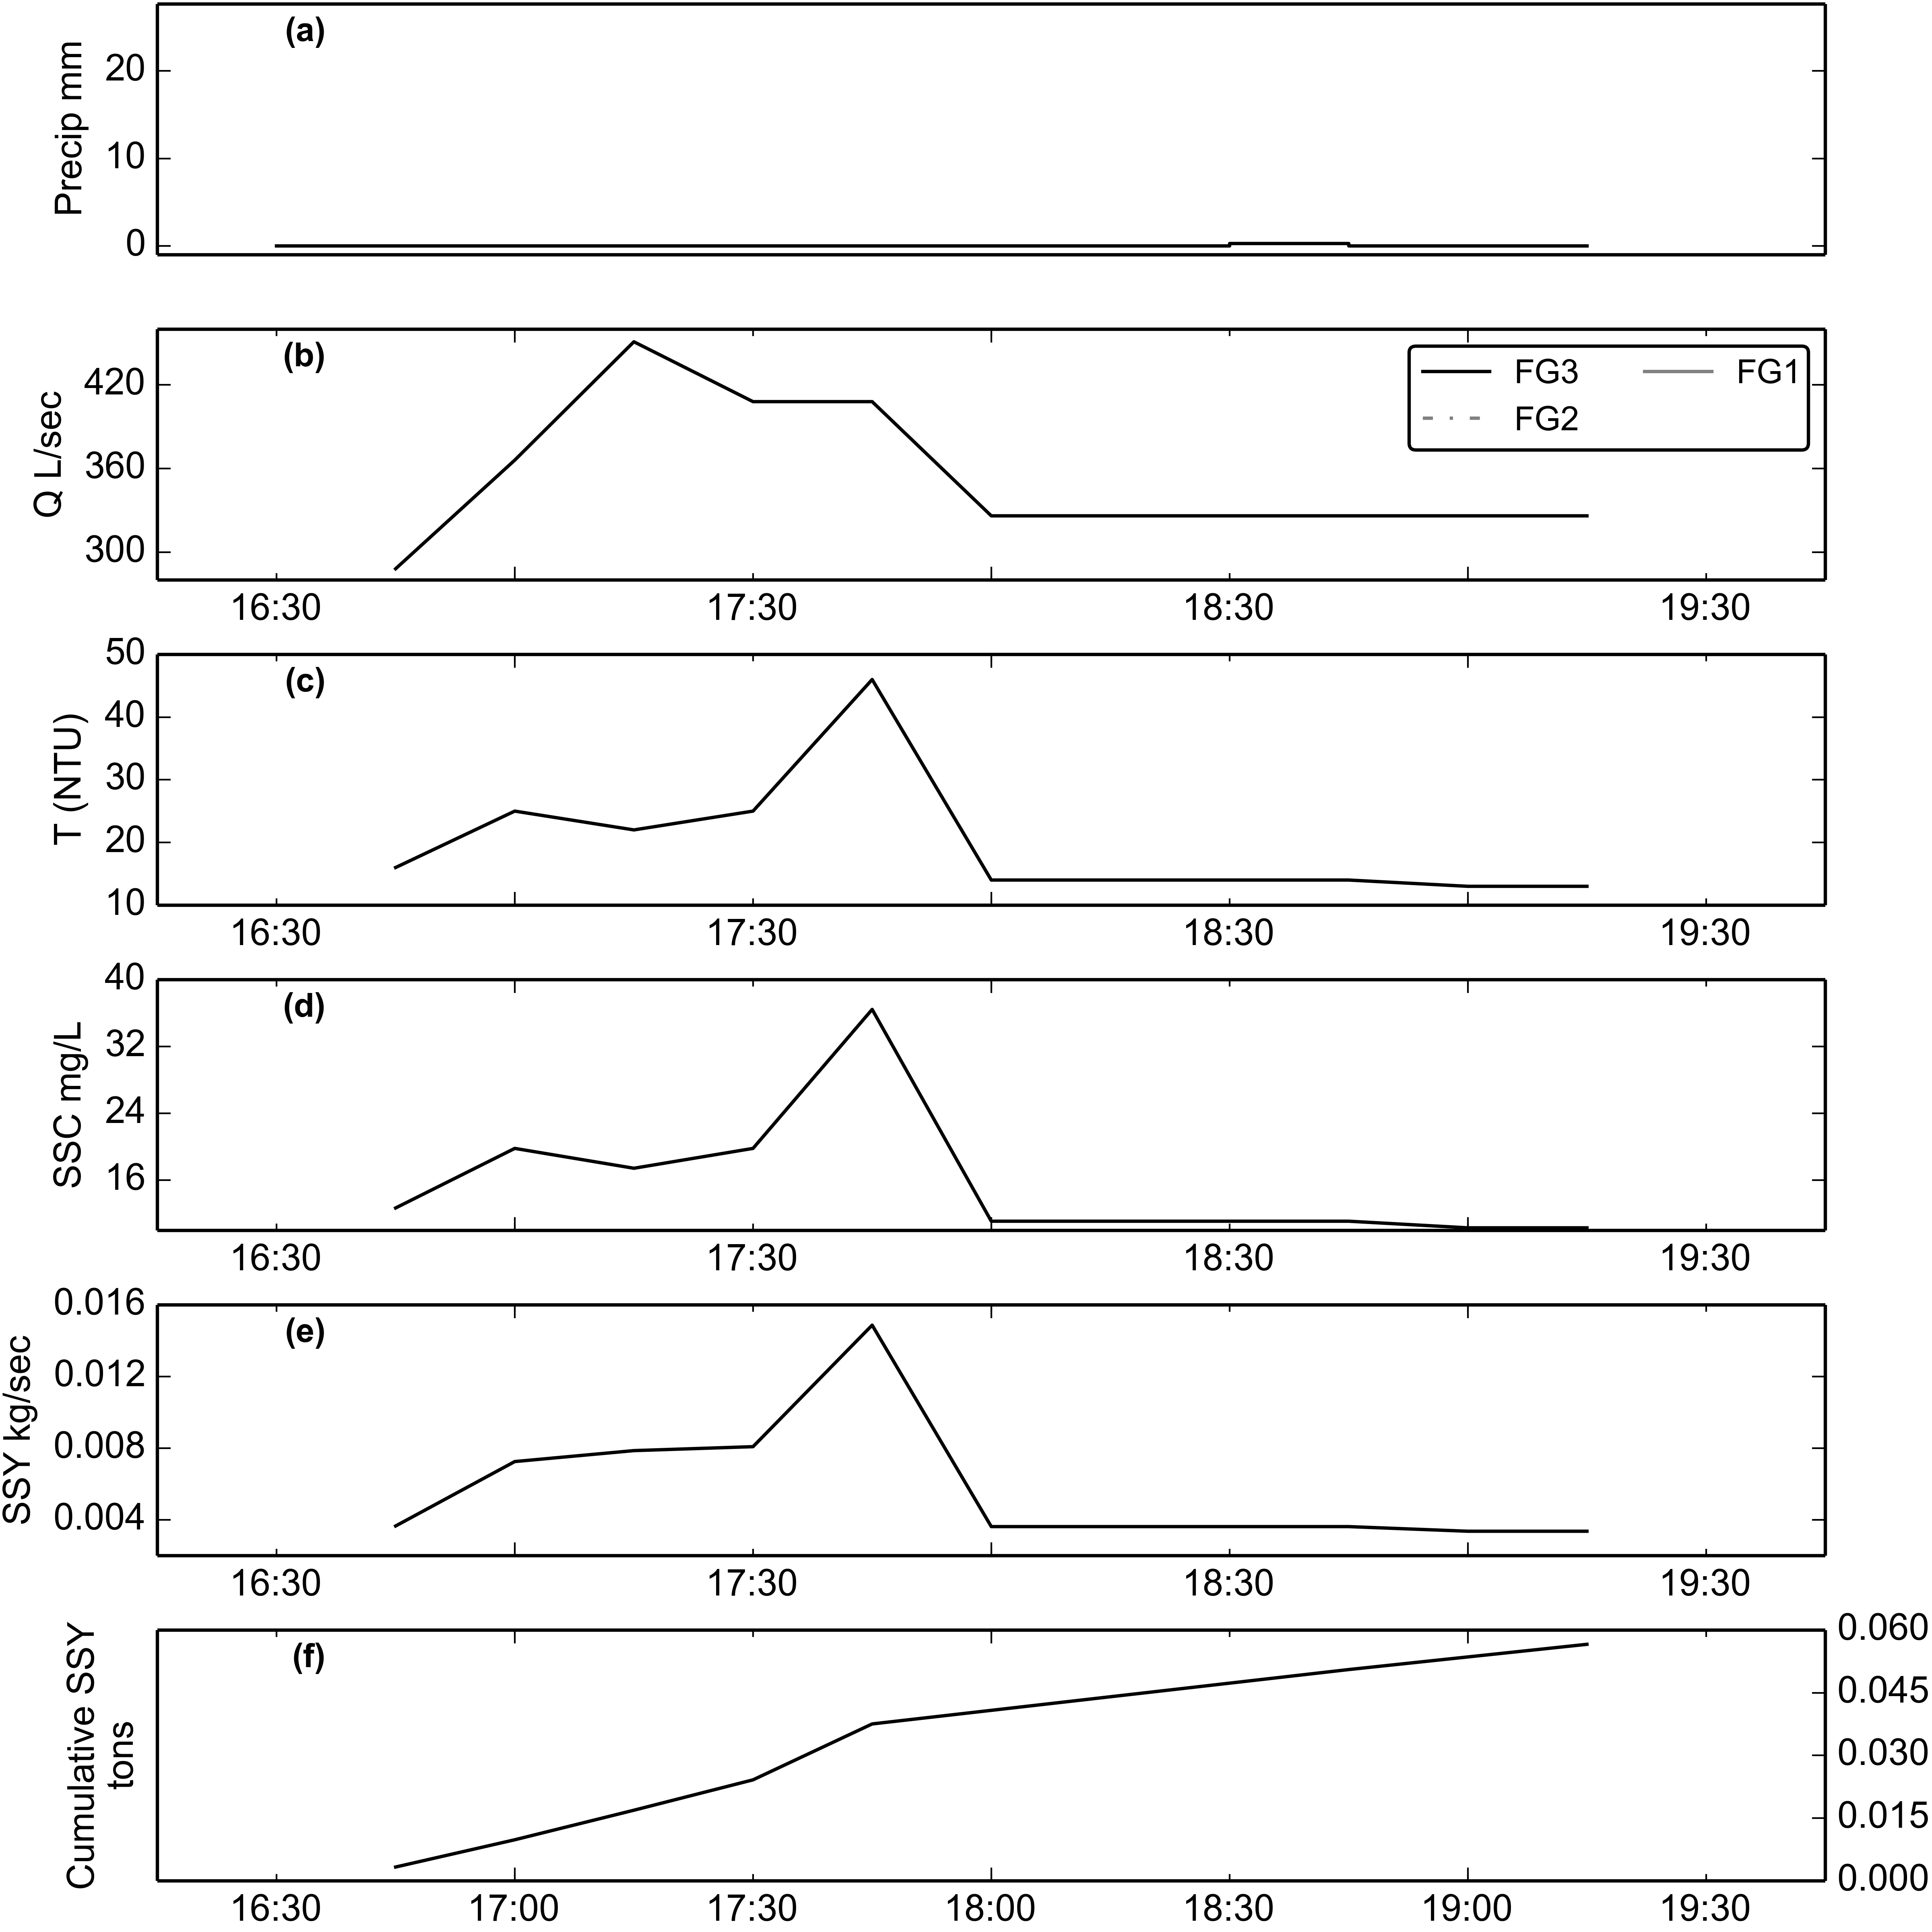 (a)
Precip mm
20
10
0
(b)
Q L/sec
420
360
300
FG3 FG1
FG2
16:30 17:30 18:30 19:30
(c)
T (NTU)
50
40
30
20
10
16:30 17:30 18:30 19:30
(d)
SSC mg/L
40
32
24
16
16:30 17:30 18:30 19:30
(e)
SSY kg/sec
0.016
0.012
0.008
0.004
16:30 17:30 18:30 19:30
(f)
Cumulative SSY
tons
0.060
0.045
0.030
0.015
0.000
16:30 17:00 17:30 18:00 18:30 19:00 19:30